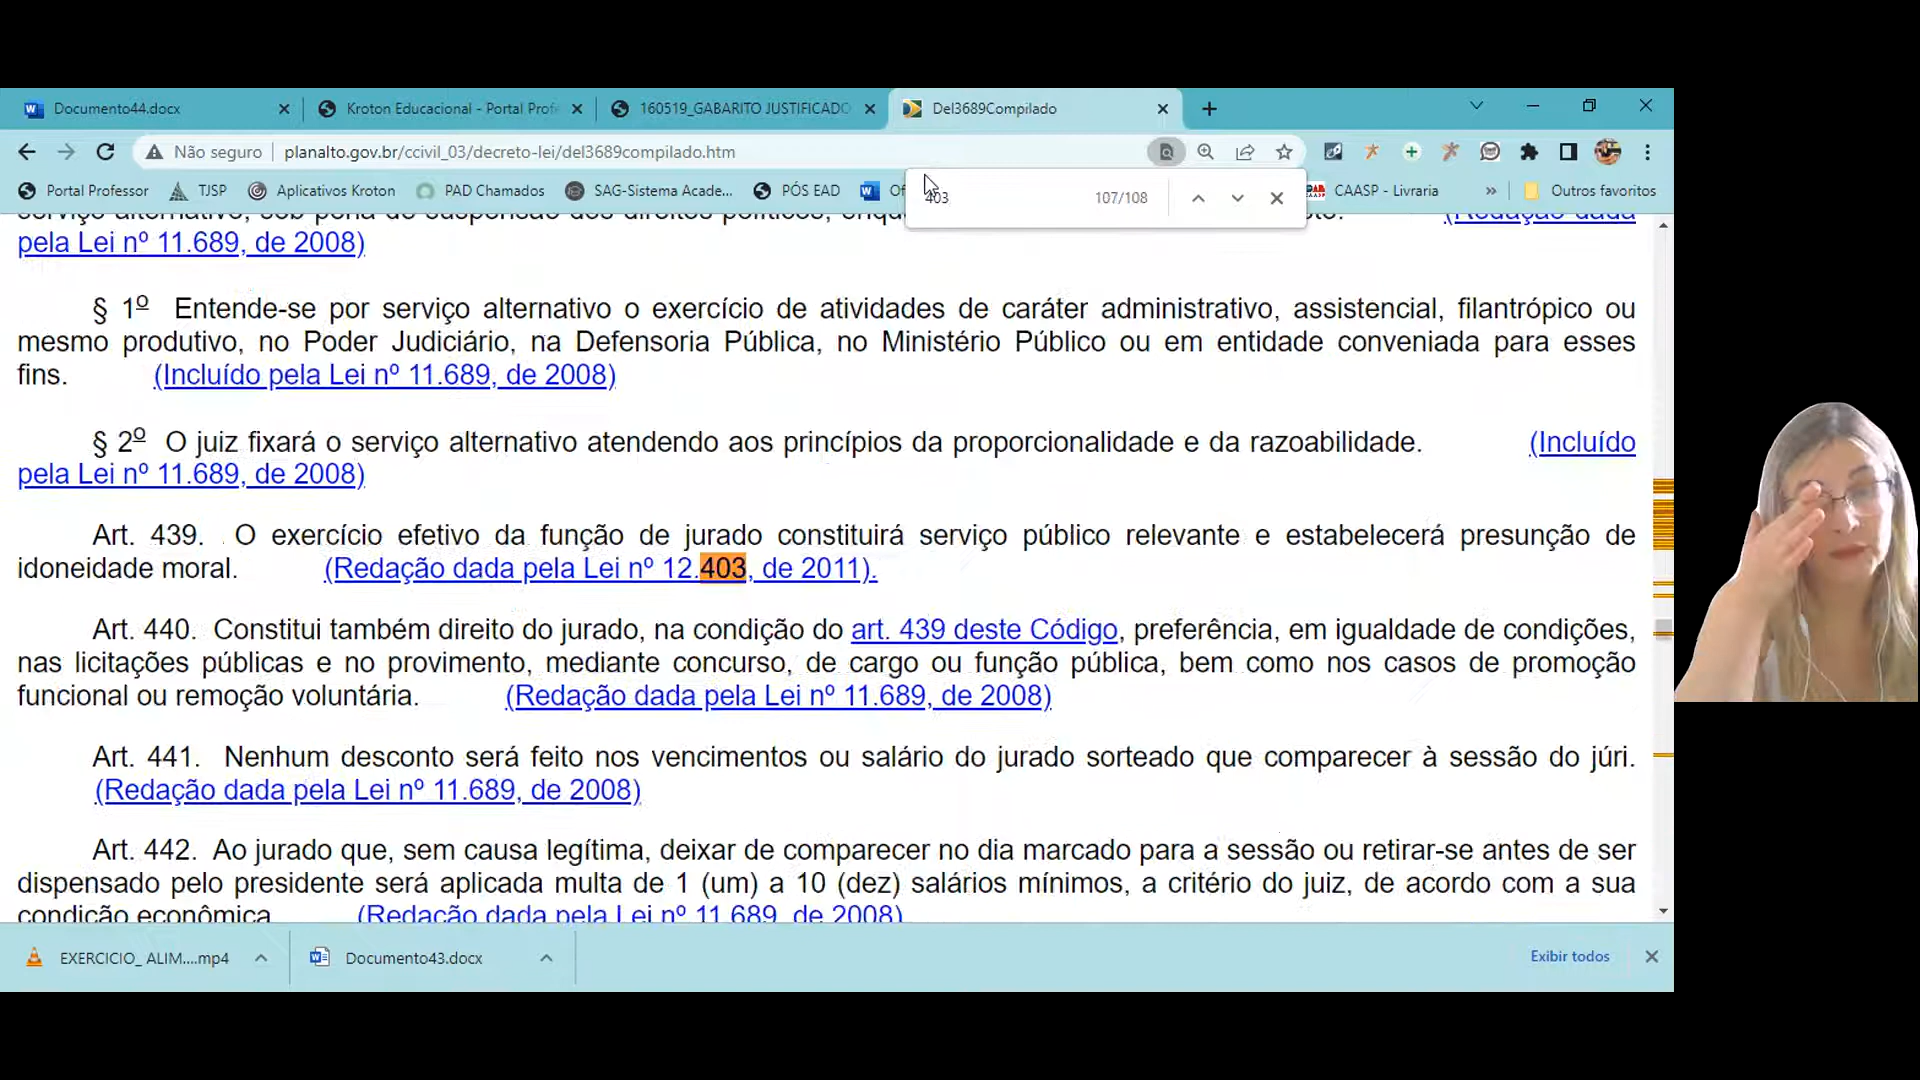 Documento44.docx
Kroton Educacional - Portal Prof
160519_GABARITO JUSTIFICADO
Del3689Compilado
Não seguro
planalto.gov.br/ccivil_03/decreto-lei/del3689compilado.htm
Portal Professor
TJSP
Aplicativos Kroton
PAD Chamados
SAG-Sistema Acade...
PÓS EAD
CAASP - Livraria
»
Outros favoritos
403
107/108
serviço alternativo, sob pena de suspensão dos direitos políticos, (Redação dada
pela Lei nº 11.689, de 2008)
§ 1º Entende-se por serviço alternativo o exercício de atividades de caráter administrativo, assistencial, filantrópico ou
mesmo produtivo, no Poder Judiciário, na Defensoria Pública, no Ministério Público ou em entidade conveniada para esses
fins. (Incluído pela Lei nº 11.689, de 2008)
§ 2º O juiz fixará o serviço alternativo atendendo aos princípios da proporcionalidade e da razoabilidade. (Incluído
pela Lei nº 11.689, de 2008)
Art. 439. O exercício efetivo da função de jurado constituirá serviço público relevante e estabelecerá presunção de
idoneidade moral. (Redação dada pela Lei nº 12.403, de 2011).
Art. 440. Constitui também direito do jurado, na condição do art. 439 deste Código, preferência, em igualdade de condições,
nas licitações públicas e no provimento, mediante concurso, de cargo ou função pública, bem como nos casos de promoção
funcional ou remoção voluntária. (Redação dada pela Lei nº 11.689, de 2008)
Art. 441. Nenhum desconto será feito nos vencimentos ou salário do jurado sorteado que comparecer à sessão do júri.
(Redação dada pela Lei nº 11.689, de 2008)
Art. 442. Ao jurado que, sem causa legítima, deixar de comparecer no dia marcado para a sessão ou retirar-se antes de ser
dispensado pelo presidente será aplicada multa de 1 (um) a 10 (dez) salários mínimos, a critério do juiz, de acordo com a sua
condição econômica. (Redação dada pela Lei nº 11.689, de 2008)
EXERCICIO_ ALIM....mp4
Documento43.docx
Exibir todos